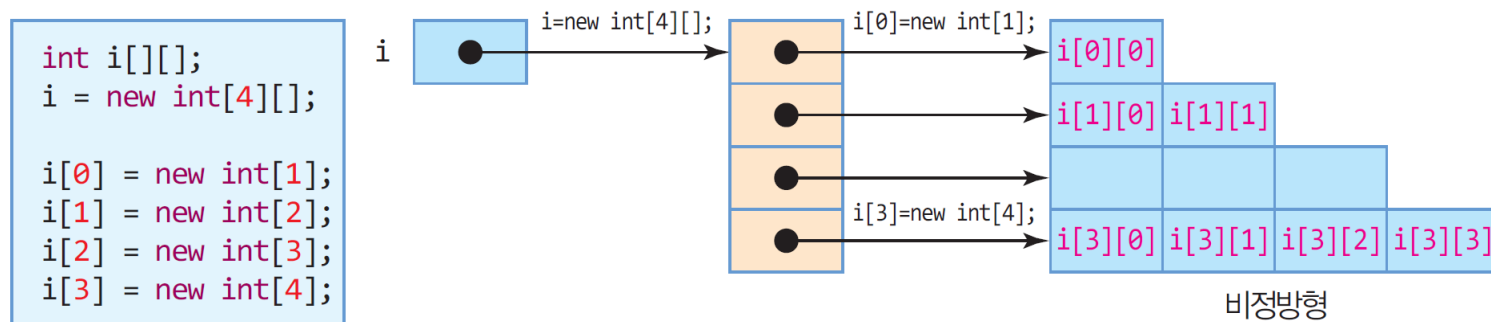 int i[][];
i = new int[4][];
i[0] = new int[1];
i[1] = new int[2];
i[2] = new int[3];
i[3] = new int[4];
i
i=new int[4][];
i[0]=new int[1];
i[0][0]
i[1][0] i[1][1]
i[3]=new int[4];
i[3][0] i[3][1] i[3][2] i[3][3]
비정방형